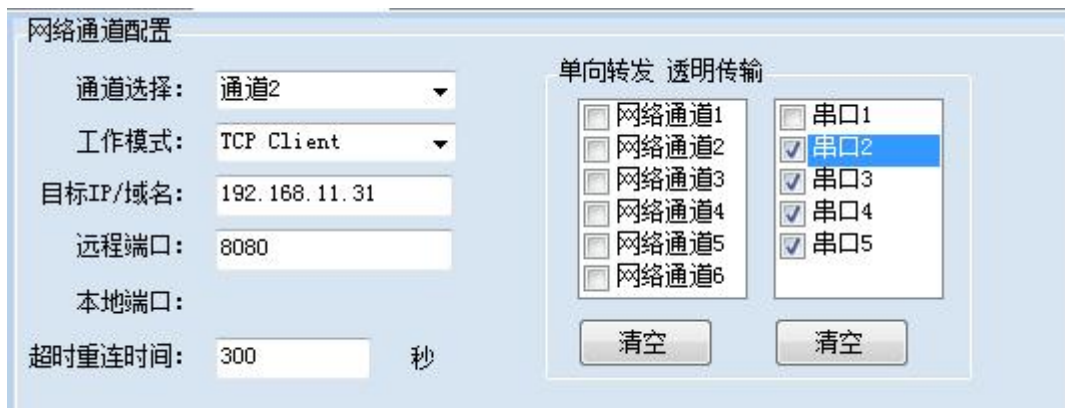 网络通道配置
通道选择: 通道2
工作模式: TCP Client
目标IP/域名: 192.168.11.31
远程端口: 8080
本地端口:
超时重连时间: 300 秒
单向转发 透明传输
网络通道1
网络通道2
网络通道3
网络通道4
网络通道5
网络通道6
清空
串口1
串口2
串口3
串口4
串口5
清空